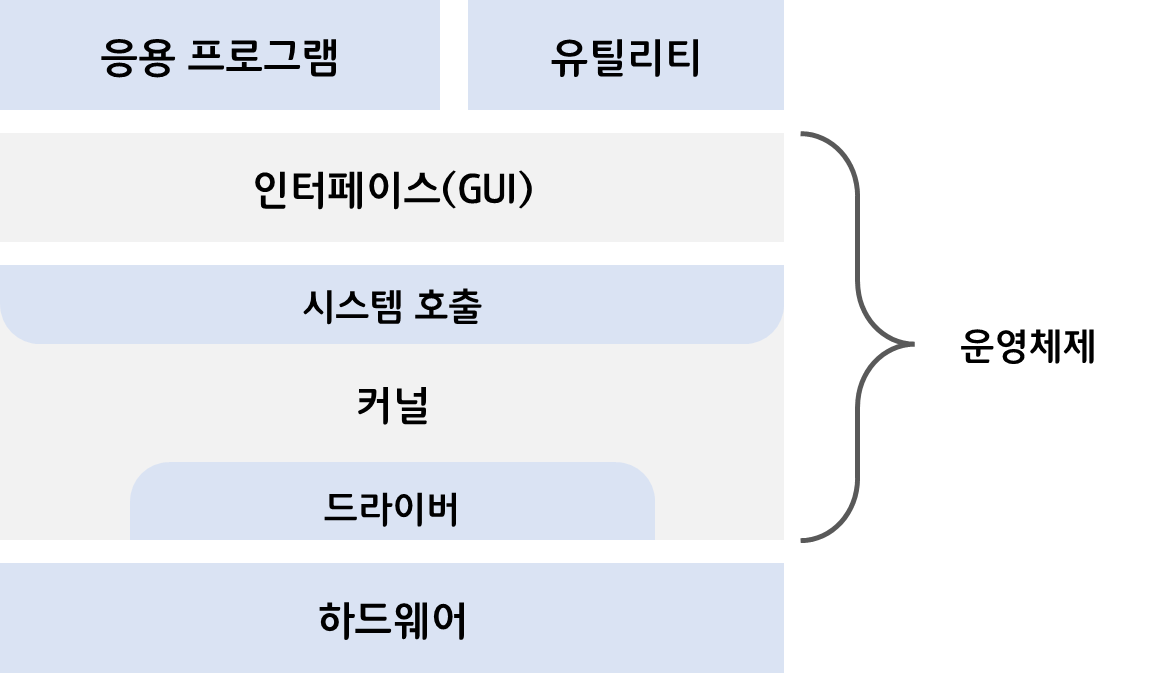 응용 프로그램
유틸리티
인터페이스(GUI)
시스템 호출
커널
드라이버
하드웨어
운영체제